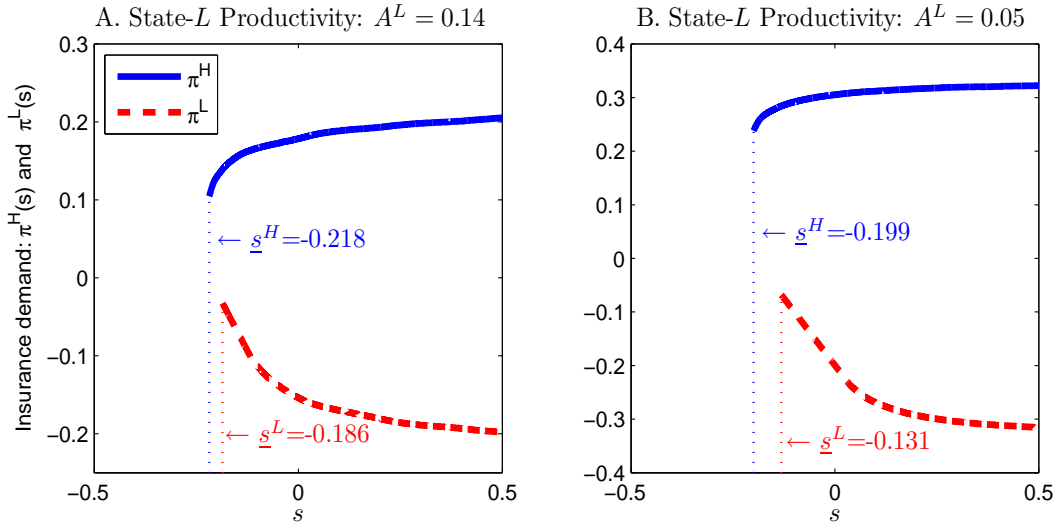 A. State-L Productivity: A^L = 0.14
0.3
0.2
0.1
0
−0.1
−0.2
−0.5
0
0.5
s
Insurance demand: π^H(s) and π^L(s)
π^H
π^L
← s̲^H=-0.218
← s̲^L=-0.186
B. State-L Productivity: A^L = 0.05
0.4
0.3
0.2
0.1
0
−0.1
−0.2
−0.3
−0.4
−0.5
0
0.5
s
← s̲^H=-0.199
← s̲^L=-0.131